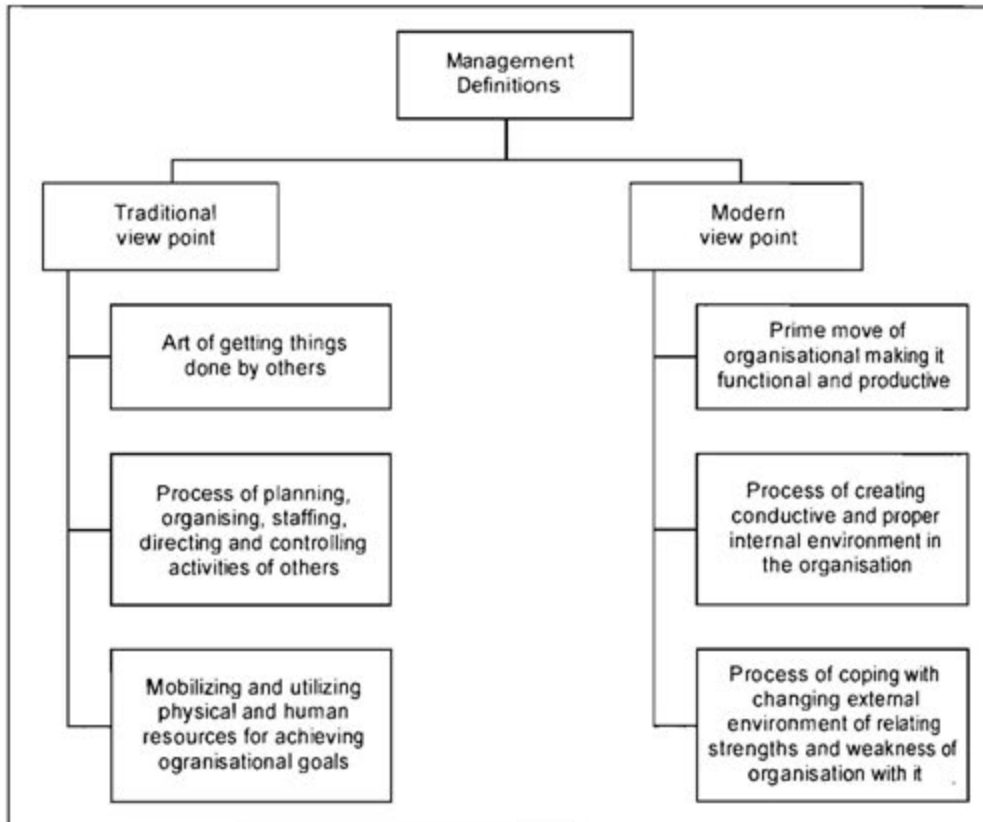 Management
Definitions
Traditional
view point
Modern
view point
Art of getting things
done by others
Prime move of
organisational making it
functional and productive
Process of planning,
organising, staffing,
directing and controlling
activities of others
Process of creating
conductive and proper
internal environment in
the organisation
Mobilizing and utilizing
physical and human
resources for achieving
ogranisational goals
Process of coping with
changing external
environment of relating
strengths and weakness of
organisation with it